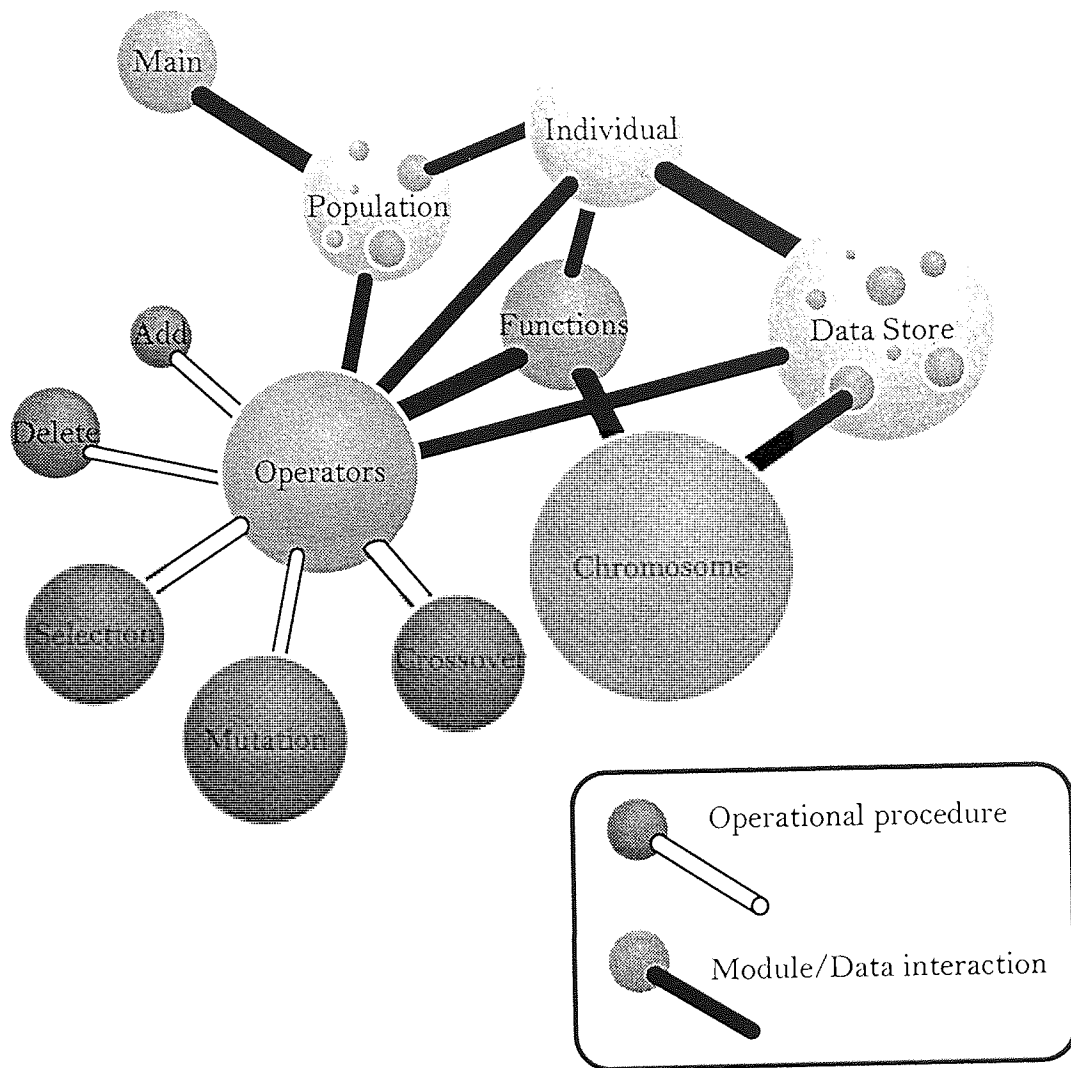 Main
Individual
Population
Functions
Data Store
Add
Delete
Operators
Chromosome
Selection
Crossover
Mutation
Operational procedure
Module/Data interaction